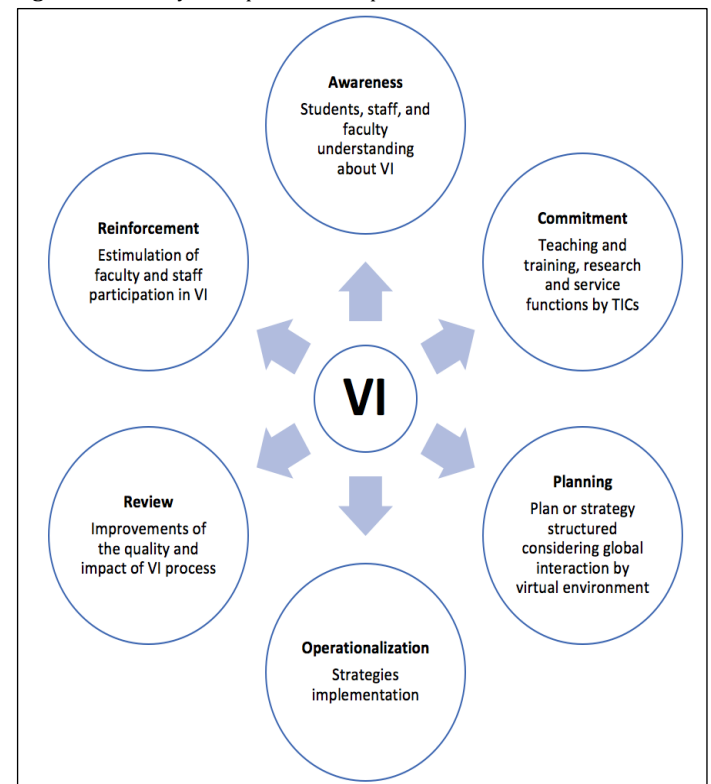 Awareness
Students, staff, and
faculty
understanding
about VI
Reinforcement
Estimulation of
faculty and staff
participation in VI
Commitment
Teaching and
training, research
and service
functions by TICs
VI
Review
Improvements of
the quality and
impact of VI process
Planning
Plan or strategy
structured
considering global
interaction by
virtual environment
Operationalization
Strategies
implementation